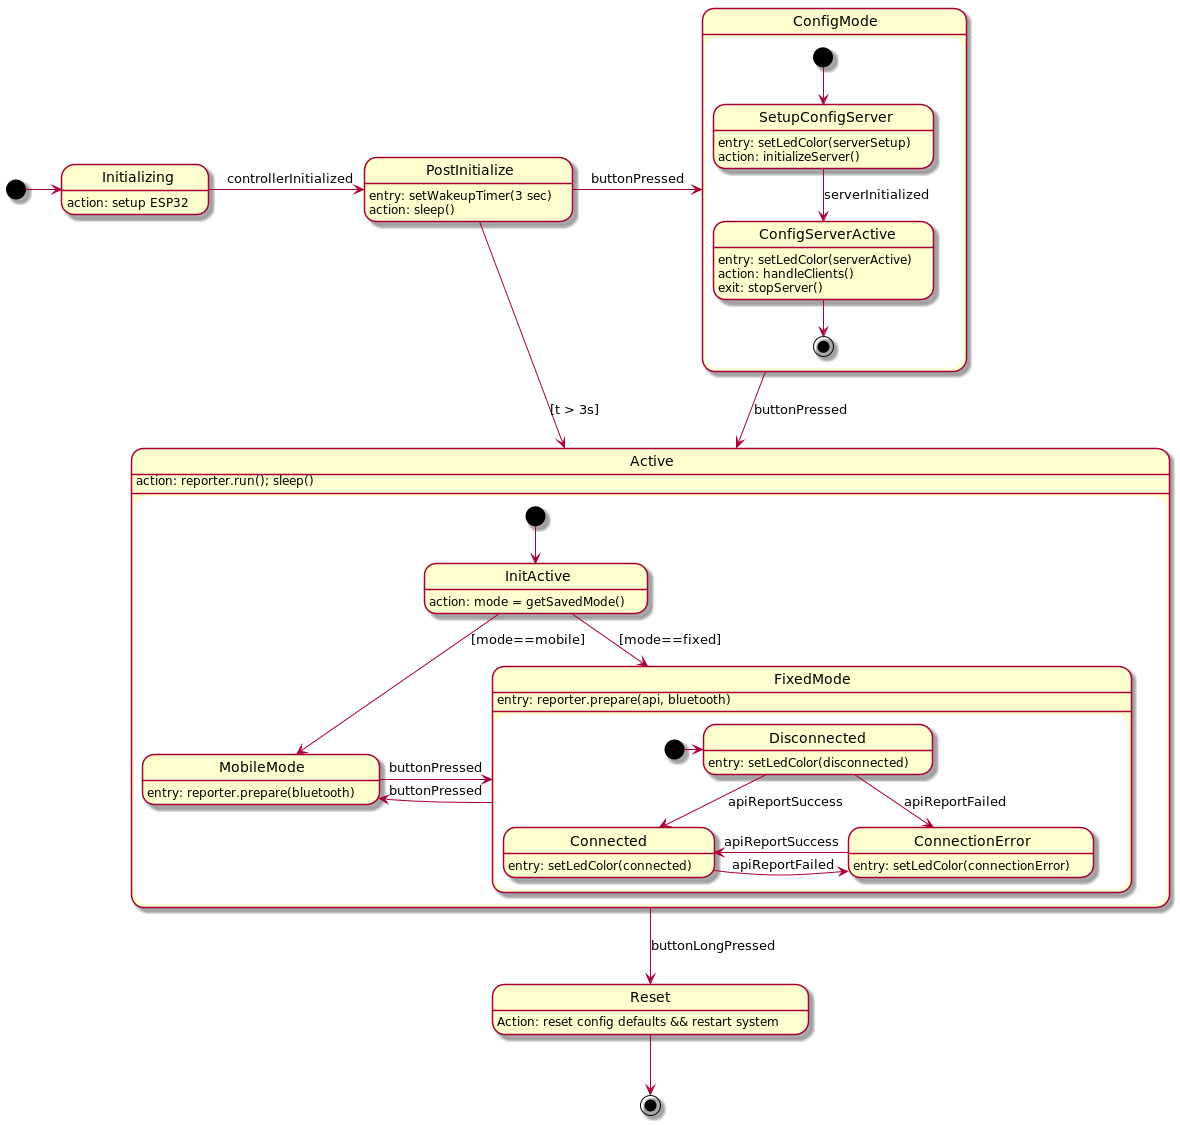 ConfigMode
SetupConfigServer
entry: setLedColor(serverSetup)
action: initializeServer()
serverInitialized
ConfigServerActive
entry: setLedColor(serverActive)
action: handleClients()
exit: stopServer()
Initializing
action: setup ESP32
controllerInitialized
PostInitialize
entry: setWakeupTimer(3 sec)
action: sleep()
buttonPressed
[t > 3s]
buttonPressed
Active
action: reporter.run(); sleep()
InitActive
action: mode = getSavedMode()
[mode==mobile]
[mode==fixed]
FixedMode
entry: reporter.prepare(api, bluetooth)
Disconnected
entry: setLedColor(disconnected)
MobileMode
entry: reporter.prepare(bluetooth)
buttonPressed
buttonPressed
apiReportSuccess
apiReportFailed
Connected
entry: setLedColor(connected)
apiReportSuccess
apiReportFailed
ConnectionError
entry: setLedColor(connectionError)
buttonLongPressed
Reset
Action: reset config defaults && restart system